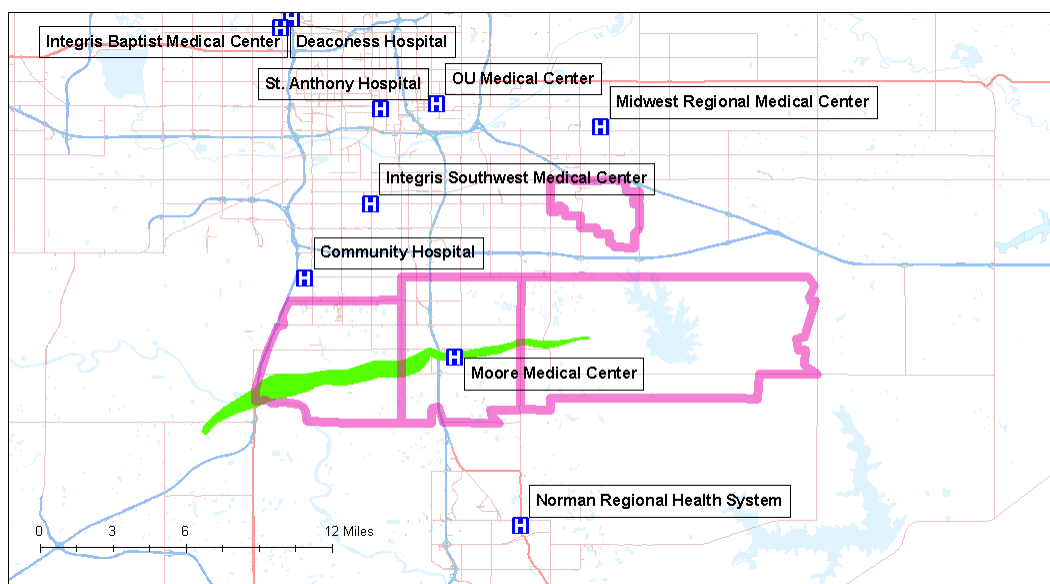 Integris Baptist Medical Center
Deaconess Hospital
H
H
St. Anthony Hospital
OU Medical Center
H
H
Midwest Regional Medical Center
H
Integris Southwest Medical Center
H
Community Hospital
H
H
Moore Medical Center
Norman Regional Health System
H
0 3 6 12 Miles